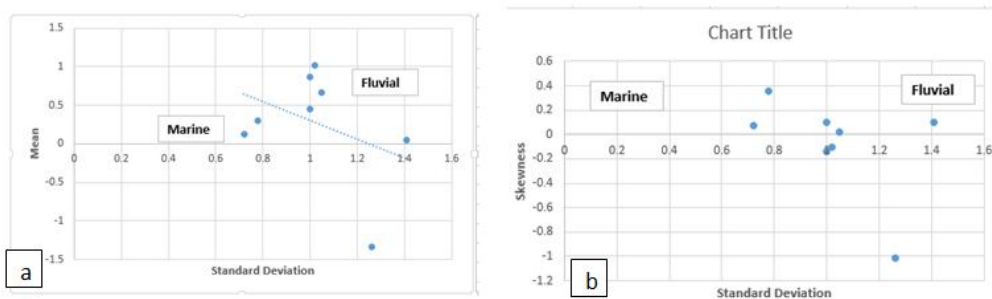 1.5
1
0.5
0
-0.5
-1
-1.5
0 0.2 0.4 0.6 0.8 1 1.2 1.4 1.6
Mean
Standard Deviation
Marine
Fluvial
a
Chart Title
0.6
0.4
0.2
0
-0.2
-0.4
-0.6
-0.8
-1
-1.2
0 0.2 0.4 0.6 0.8 1 1.2 1.4 1.6
Skewness
Standard Deviation
Marine
Fluvial
b